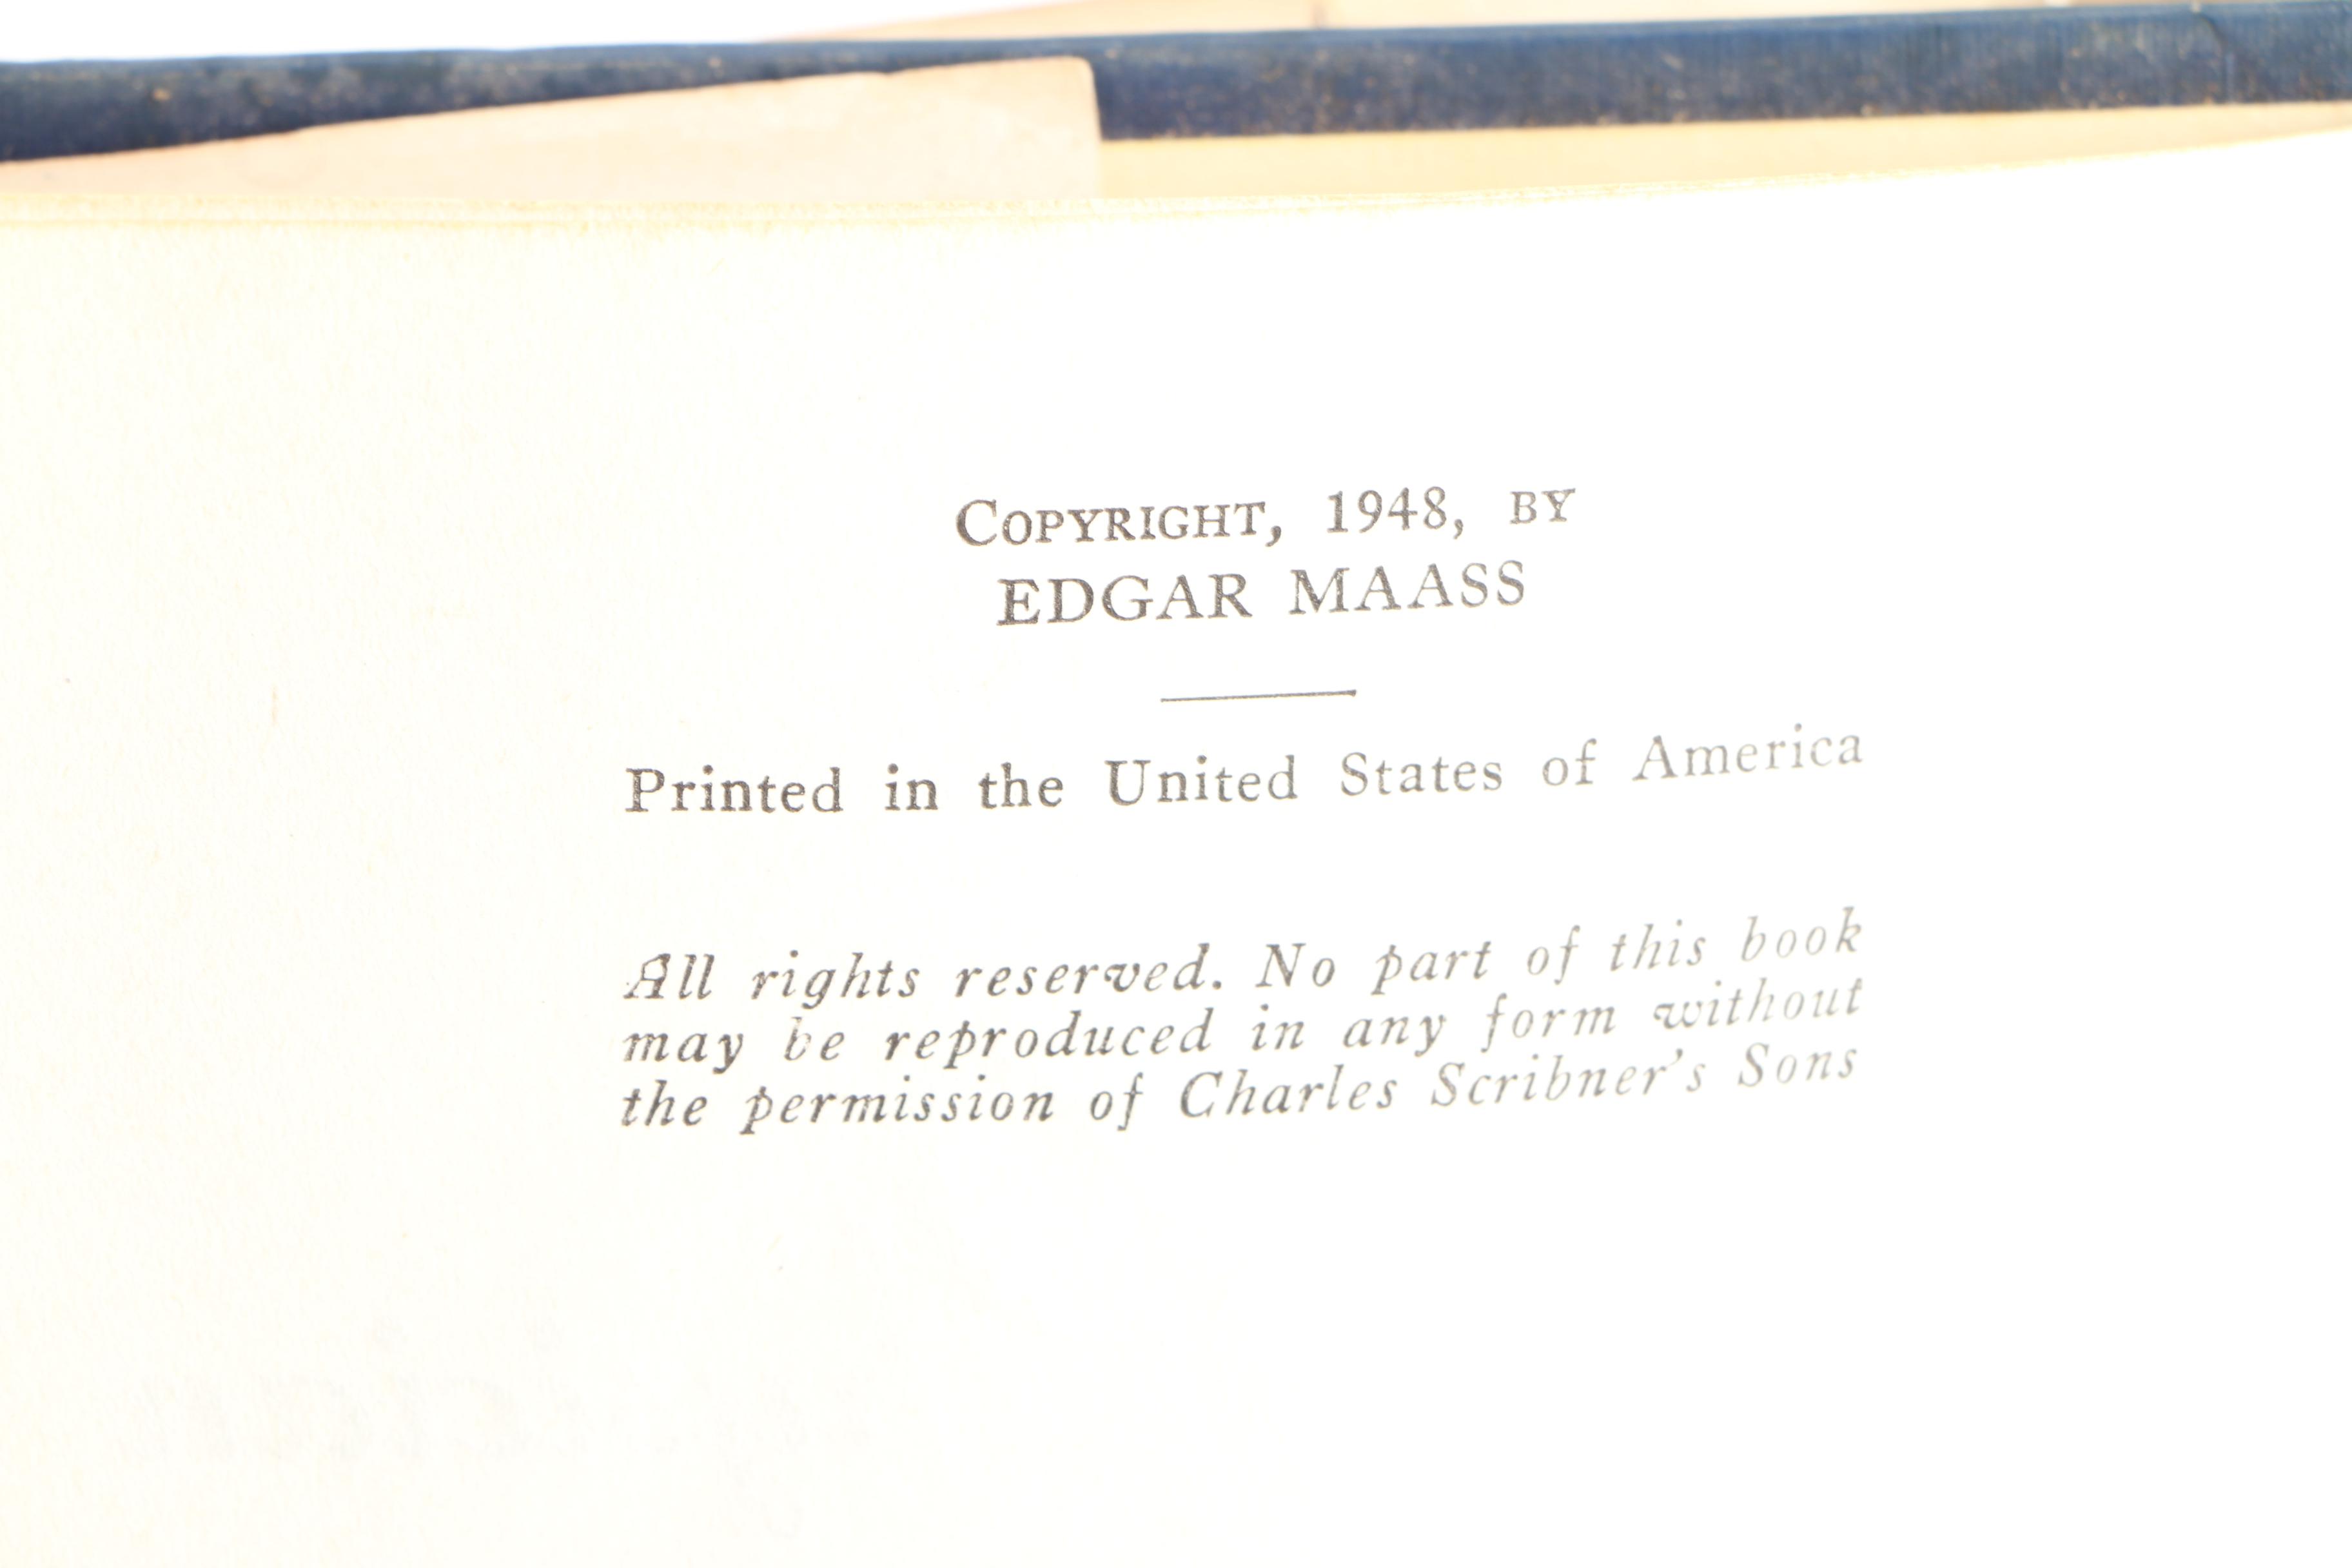 COPYRIGHT, 1948, BY
EDGAR MAASS
Printed in the United States of America
All rights reserved. No part of this book
may be reproduced in any form without
the permission of Charles Scribner's Sons